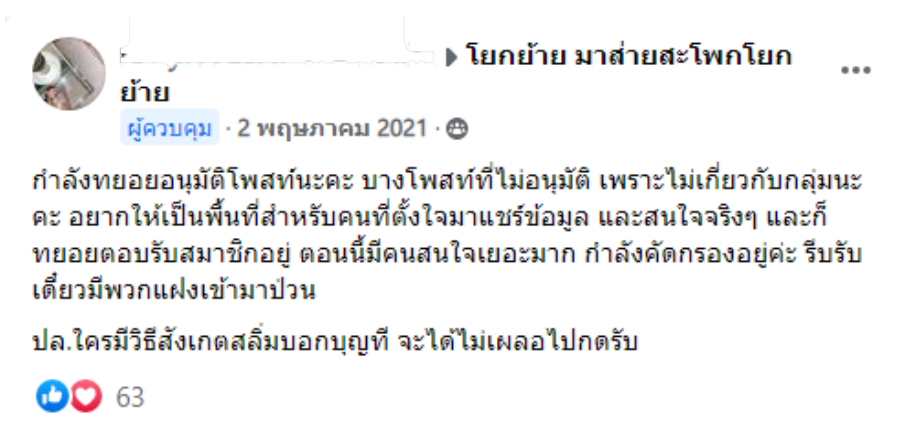 โยกย้าย มาส่ายสะโพกโยก
ย้าย
ผู้ควบคุม · 2 พฤษภาคม 2021 ·
กำลังทยอยอนุมัติโพสท์นะคะ บางโพสท์ที่ไม่อนุมัติ เพราะไม่เกี่ยวกับกลุ่มนะ
คะ อยากให้เป็นพื้นที่สำหรับคนที่ตั้งใจมาแชร์ข้อมูล และสนใจจริงๆ และก็
ทยอยตอบรับสมาชิกอยู่ ตอนนี้มีคนสนใจเยอะมาก กำลังคัดกรองอยู่ค่ะ รีบรับ
เดี๋ยวมีพวกแฝงเข้ามาป่วน
ปล.ใครมีวิธีสังเกตสลิ่มบอกบุญที จะได้ไม่เผลอไปกดรับ
63